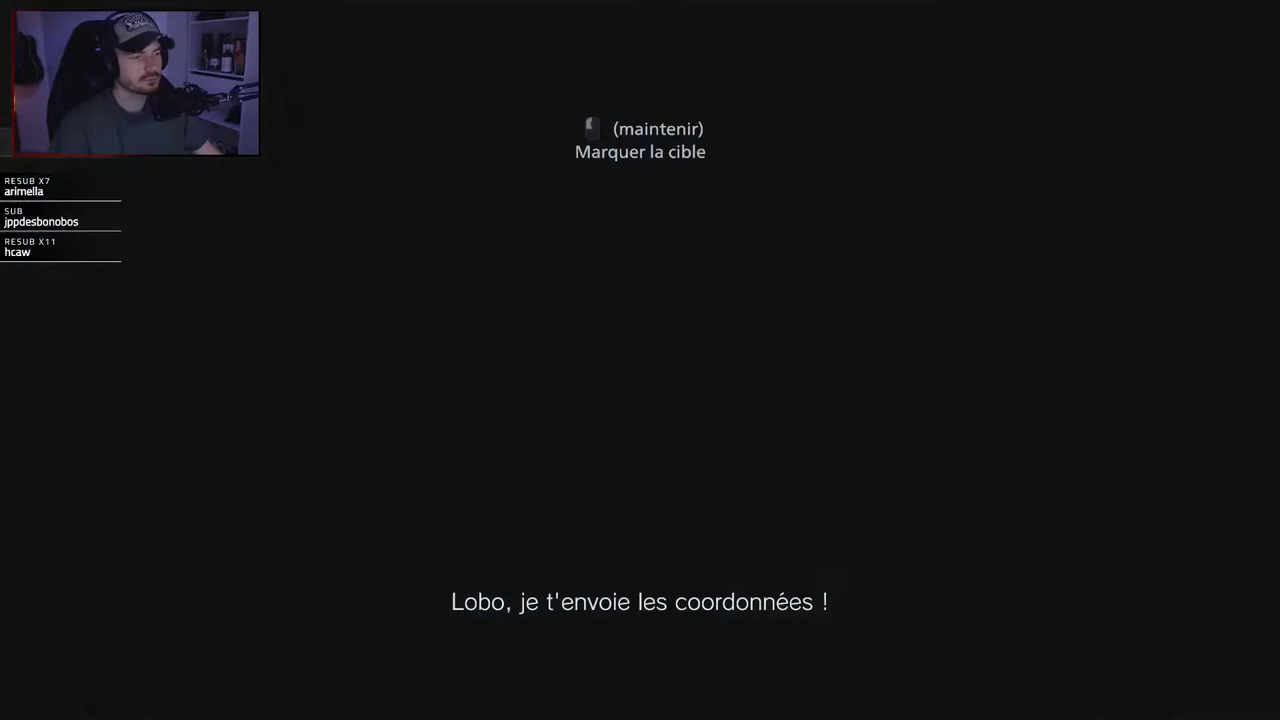 (maintenir)
Marquer la cible
RESUB X7
arimella
SUB
jppdesbonobos
RESUB X11
hcaw
Lobo, je t'envoie les coordonnées !